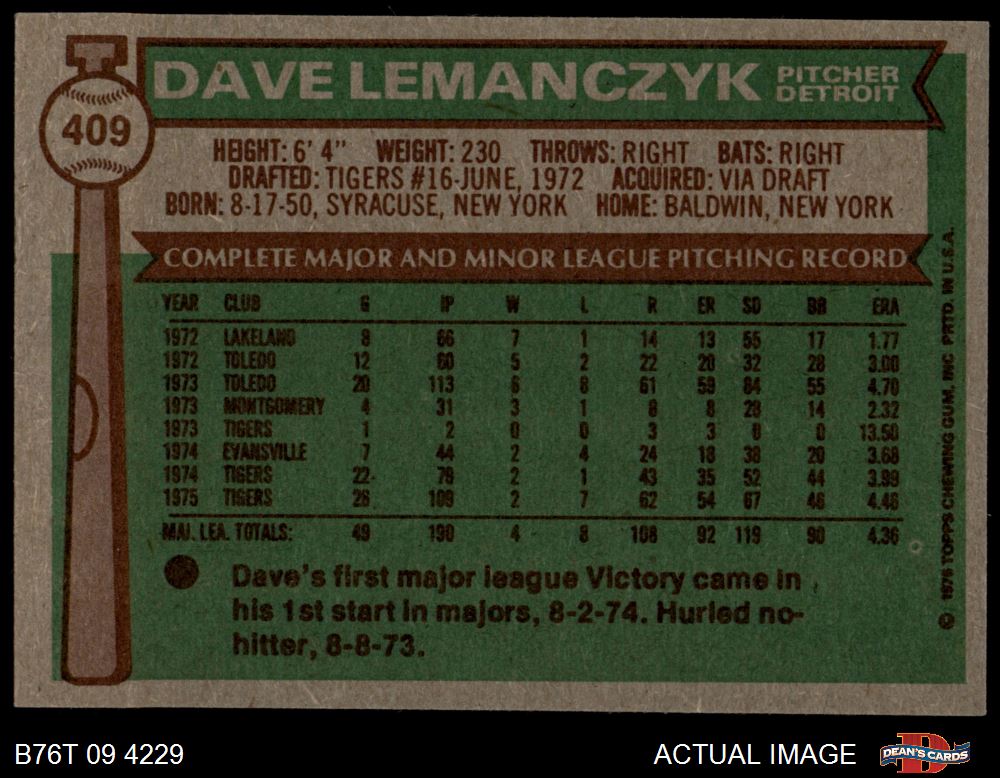 409
DAVE LEMANCZYK PITCHER DETROIT
HEIGHT: 6' 4" WEIGHT: 230 THROWS: RIGHT BATS: RIGHT
DRAFTED: TIGERS #16-JUNE, 1972 ACQUIRED: VIA DRAFT
BORN: 8-17-50, SYRACUSE, NEW YORK HOME: BALDWIN, NEW YORK
COMPLETE MAJOR AND MINOR LEAGUE PITCHING RECORD
YEAR CLUB G IP W L R ER SO BB ERA
1972 LAKELAND 8 66 7 1 14 13 55 17 1.77
1972 TOLEDO 12 60 5 2 22 20 32 28 3.00
1973 TOLEDO 20 113 6 8 61 59 84 55 4.70
1973 MONTGOMERY 4 31 3 1 8 8 28 14 2.32
1973 TIGERS 1 2 0 0 3 3 0 0 13.50
1974 EVANSVILLE 7 44 2 4 24 18 38 20 3.68
1974 TIGERS 22 79 2 1 43 35 52 44 3.99
1975 TIGERS 26 109 2 7 62 54 67 46 4.46
MAJ. LEA. TOTALS: 49 190 4 8 108 92 119 90 4.36
Dave's first major league Victory came in
his 1st start in majors, 8-2-74. Hurled no-
hitter, 8-8-73.
© 1976 TOPPS CHEWING GUM, INC PRTD. IN U.S.A.
B76T 09 4229
ACTUAL IMAGE
D
DEAN'S CARDS